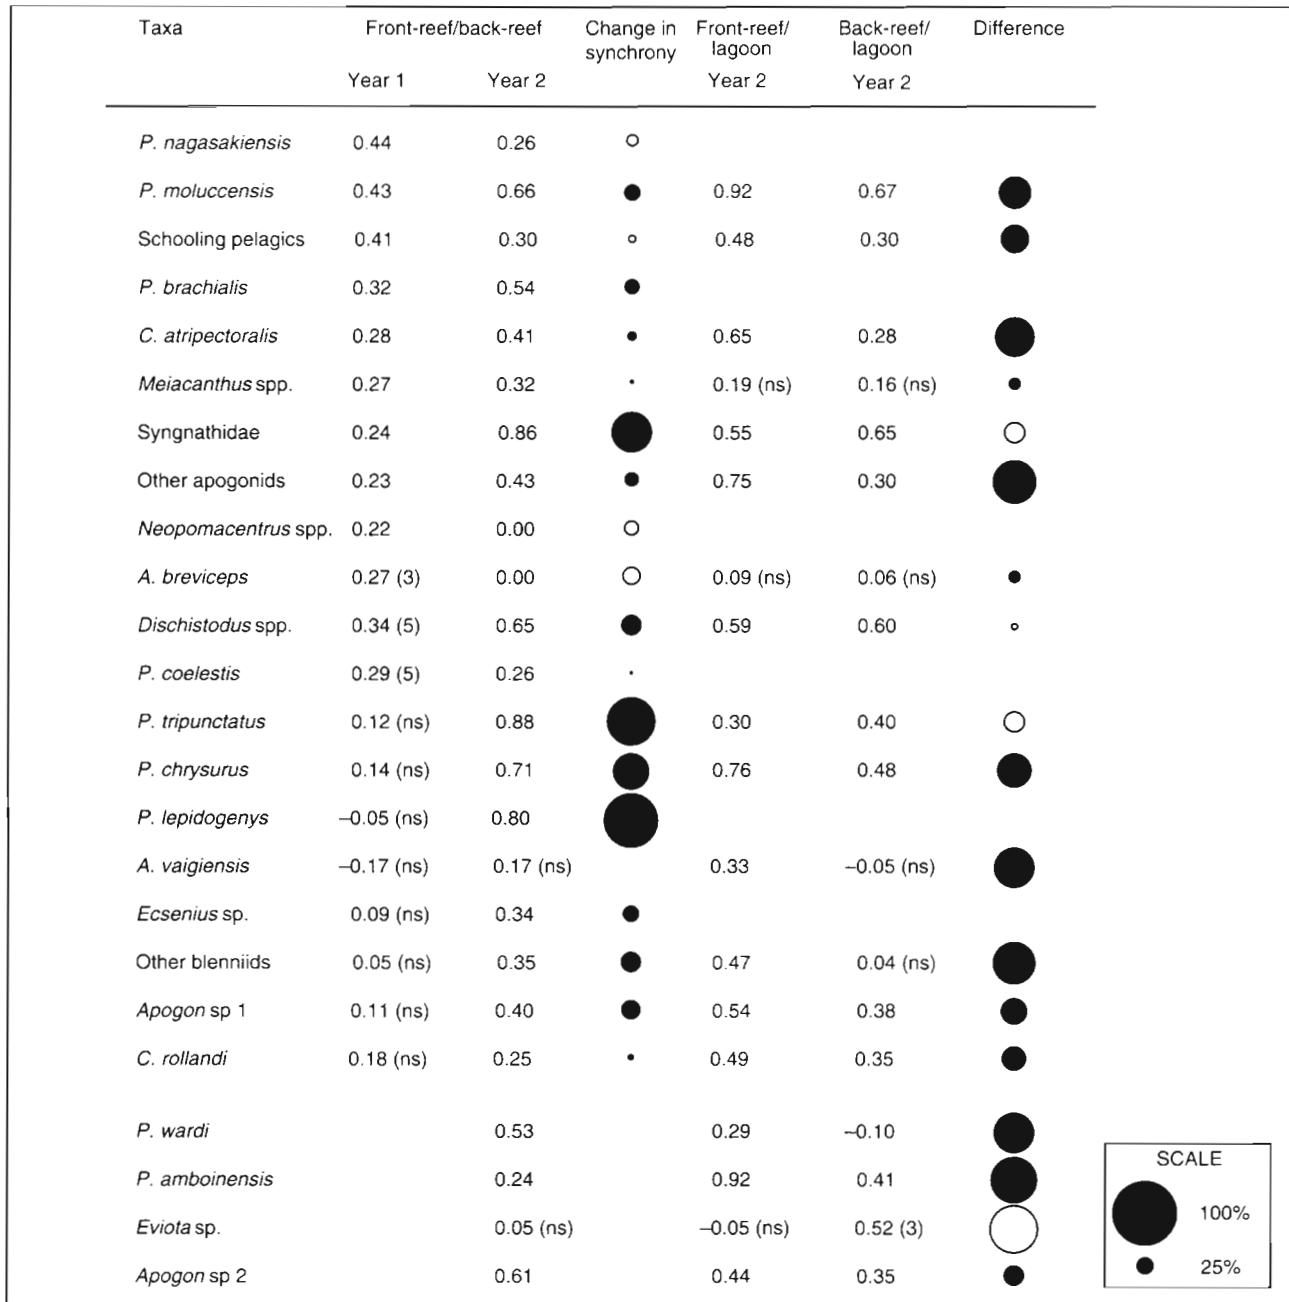 Taxa Front-reef/back-reef Change in synchrony Front-reef/ lagoon Back-reef/ lagoon Difference
Year 1 Year 2 Year 2 Year 2
P. nagasakiensis 0.44 0.26
P. moluccensis 0.43 0.66 0.92 0.67
Schooling pelagics 0.41 0.30 0.48 0.30
P. brachialis 0.32 0.54
C. atripectoralis 0.28 0.41 0.65 0.28
Meiacanthus spp. 0.27 0.32 0.19 (ns) 0.16 (ns)
Syngnathidae 0.24 0.86 0.55 0.65
Other apogonids 0.23 0.43 0.75 0.30
Neopomacentrus spp. 0.22 0.00
A. breviceps 0.27 (3) 0.00 0.09 (ns) 0.06 (ns)
Dischistodus spp. 0.34 (5) 0.65 0.59 0.60
P. coelestis 0.29 (5) 0.26
P. tripunctatus 0.12 (ns) 0.88 0.30 0.40
P. chrysurus 0.14 (ns) 0.71 0.76 0.48
P. lepidogenys –0.05 (ns) 0.80
A. vaigiensis –0.17 (ns) 0.17 (ns) 0.33 –0.05 (ns)
Ecsenius sp. 0.09 (ns) 0.34
Other blenniids 0.05 (ns) 0.35 0.47 0.04 (ns)
Apogon sp 1 0.11 (ns) 0.40 0.54 0.38
C. rollandi 0.18 (ns) 0.25 0.49 0.35
P. wardi 0.53 0.29 –0.10
P. amboinensis 0.24 0.92 0.41
Eviota sp. 0.05 (ns) –0.05 (ns) 0.52 (3)
Apogon sp 2 0.61 0.44 0.35
SCALE
100%
25%